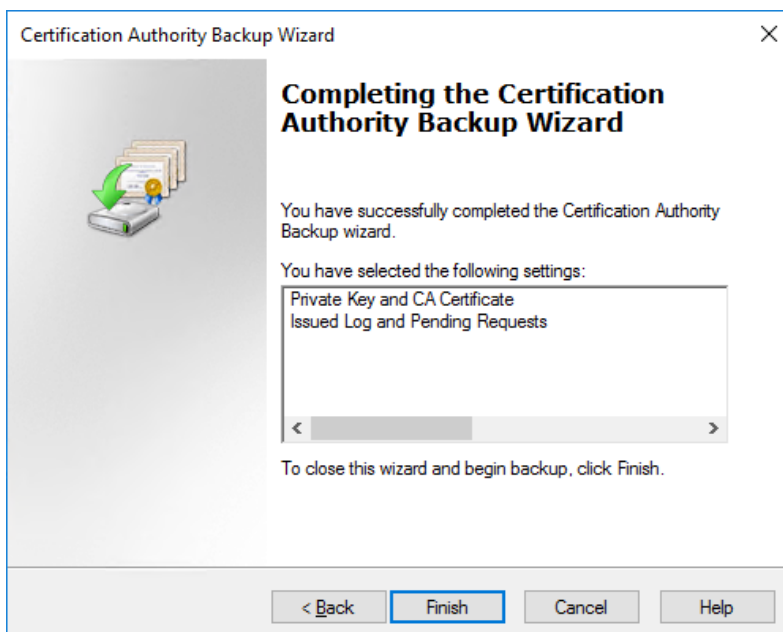 Certification Authority Backup Wizard
Completing the Certification
Authority Backup Wizard
You have successfully completed the Certification Authority
Backup wizard.
You have selected the following settings:
Private Key and CA Certificate
Issued Log and Pending Requests
To close this wizard and begin backup, click Finish.
< Back
Finish
Cancel
Help